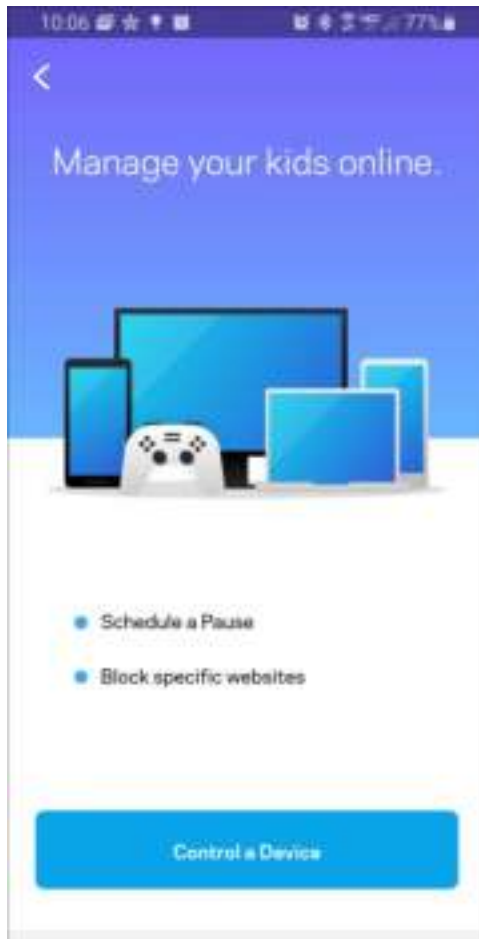 10:06
77%
Manage your kids online.
Schedule a Pause
Block specific websites
Control a Device